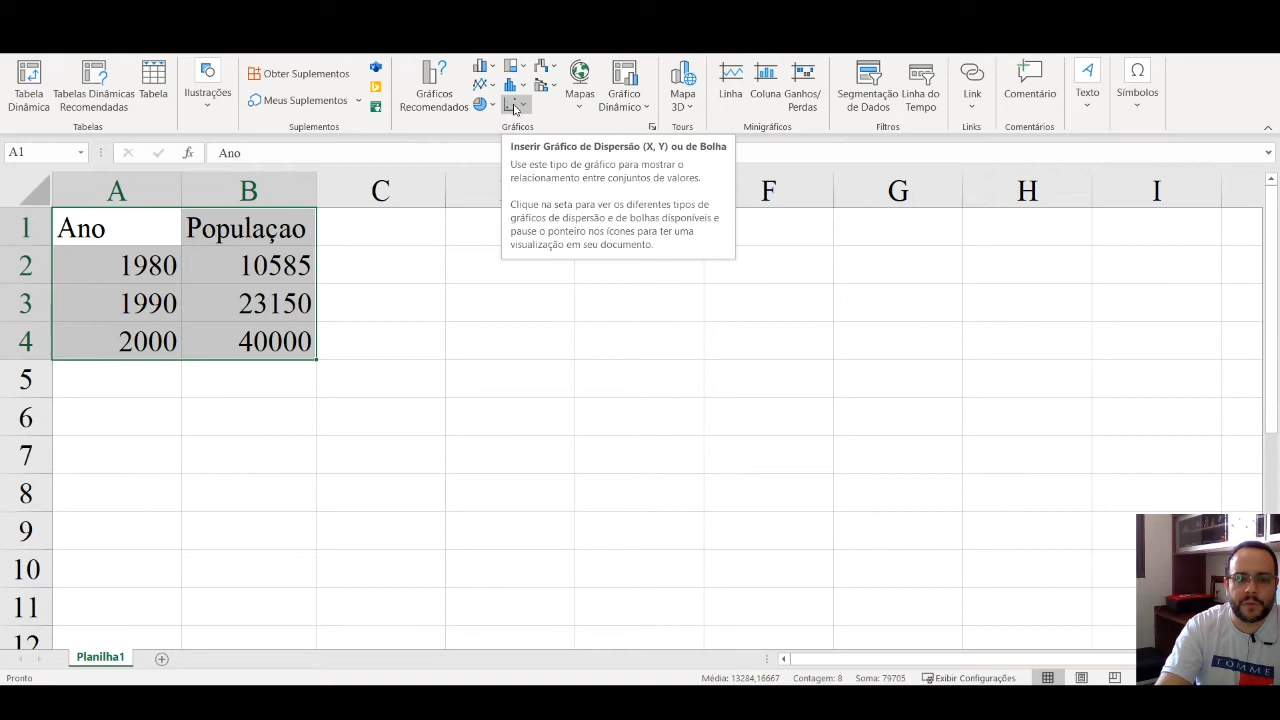 Tabela
Dinâmica
Tabelas Dinâmicas
Recomendadas
Tabela
Tabelas
Ilustrações
Obter Suplementos
Meus Suplementos
Suplementos
Gráficos
Recomendados
Mapas
Gráfico
Dinâmico
Gráficos
Mapa
3D
Tours
Linha
Coluna
Ganhos/
Perdas
Minigráficos
Segmentação
de Dados
Linha do
Tempo
Filtros
Link
Links
Comentário
Comentários
Texto
Símbolos
A1
fx
Ano
Inserir Gráfico de Dispersão (X, Y) ou de Bolha
Use este tipo de gráfico para mostrar o
relacionamento entre conjuntos de valores.
Clique na seta para ver os diferentes tipos de
gráficos de dispersão e de bolhas disponíveis e
pause o ponteiro nos ícones para ter uma
visualização em seu documento.
A B C F G H I
1 Ano Populaçao
2 1980 10585
3 1990 23150
4 2000 40000
5
6
7
8
9
10
11
12
Planilha1
Pronto
Média: 13284,16667 Contagem: 8 Soma: 79705 Exibir Configurações
TOMME